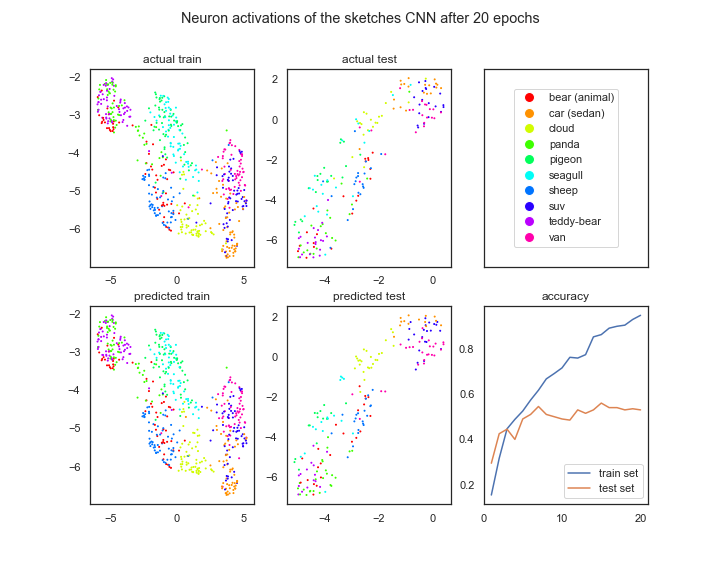 Neuron activations of the sketches CNN after 20 epochs
actual train
−2
−3
−4
−5
−6
−5
0
5
actual test
2
0
−2
−4
−6
−4
−2
0
bear (animal)
car (sedan)
cloud
panda
pigeon
seagull
sheep
suv
teddy-bear
van
predicted train
−2
−3
−4
−5
−6
−5
0
5
predicted test
2
0
−2
−4
−6
−4
−2
0
accuracy
0.8
0.6
0.4
0.2
0
10
20
train set
test set